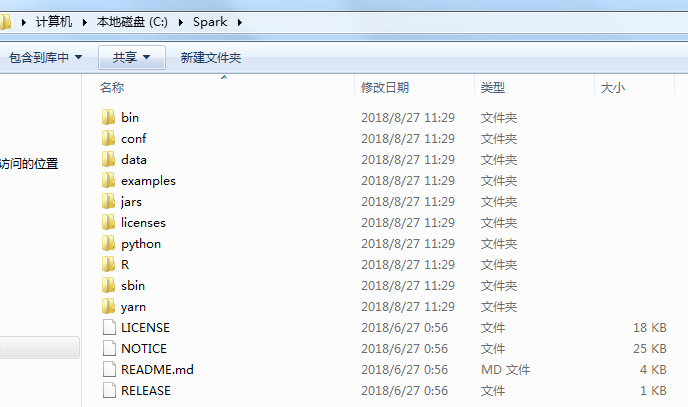 计算机 本地磁盘 (C:) Spark
包含到库中 共享 新建文件夹
名称 修改日期 类型 大小
bin 2018/8/27 11:29 文件夹
conf 2018/8/27 11:29 文件夹
访问的位置
data 2018/8/27 11:29 文件夹
examples 2018/8/27 11:29 文件夹
jars 2018/8/27 11:29 文件夹
licenses 2018/8/27 11:29 文件夹
python 2018/8/27 11:29 文件夹
R 2018/8/27 11:29 文件夹
sbin 2018/8/27 11:29 文件夹
yarn 2018/8/27 11:29 文件夹
LICENSE 2018/6/27 0:56 文件 18 KB
NOTICE 2018/6/27 0:56 文件 25 KB
README.md 2018/6/27 0:56 MD 文件 4 KB
RELEASE 2018/6/27 0:56 文件 1 KB